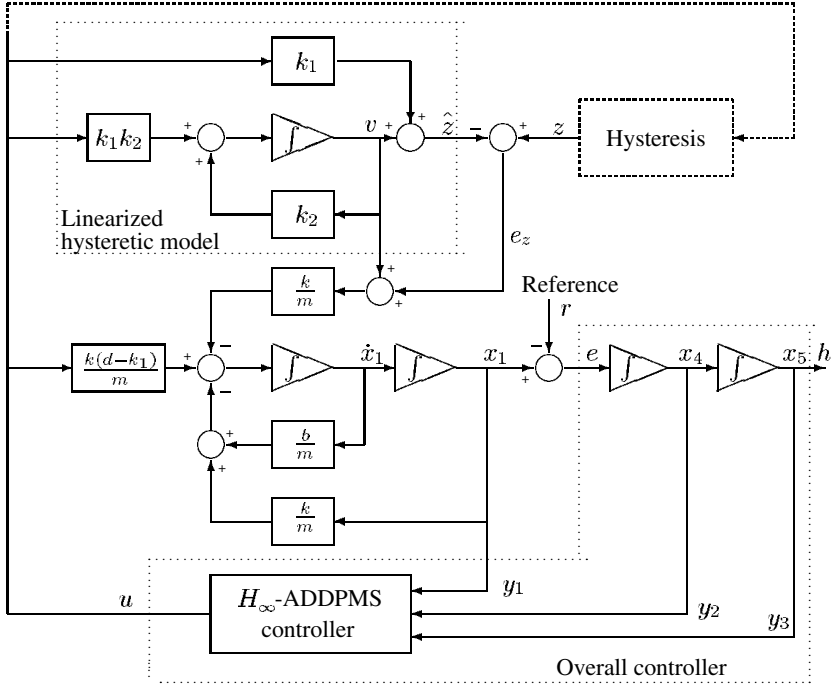 k₁
k₁k₂
+
+
∫
v
+
+
ẑ
−
+
z
Hysteresis
k₂
Linearized
hysteretic model
e_z
+
+
k/m
Reference
r
−
−
k(d−k₁)/m
+
∫
ẋ₁
∫
x₁
+
e
∫
x₄
∫
x₅
h
−
+
+
b/m
k/m
u
H∞-ADDPMS
controller
y₁
y₂
y₃
Overall controller